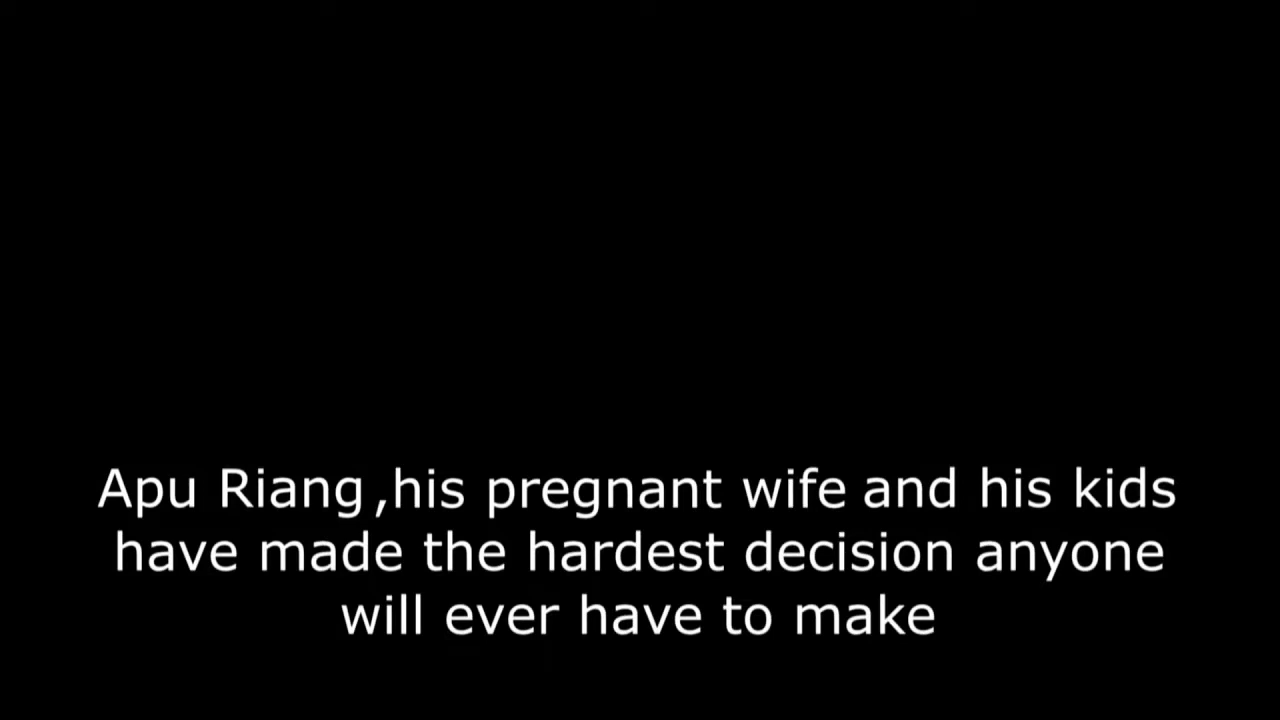 Apu Riang ,his pregnant wife and his kids
have made the hardest decision anyone
will ever have to make